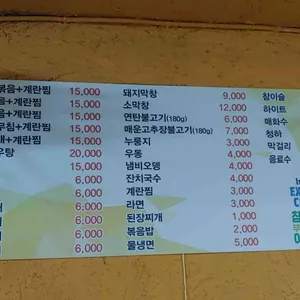 볶음+계란찜 15,000
음+계란찜 15,000
음+계란찜 15,000
무침+계란찜 15,000
+계란찜 15,000
우탕 20,000
15,000
6,000
6,000
6,000
6,000
6,000
6,000
돼지막창 9,000
소막창 12,000
연탄불고기(180g) 6,000
매운고추장불고기(180g) 7,000
누룽지 3,000
우동 4,000
냄비오뎅 5,000
잔치국수 4,000
계란찜 3,000
라면 3,000
된장찌개 1,000
볶음밥 2,000
물냉면 5,000
참이슬
하이트
매화수
청하
막걸리
음료수